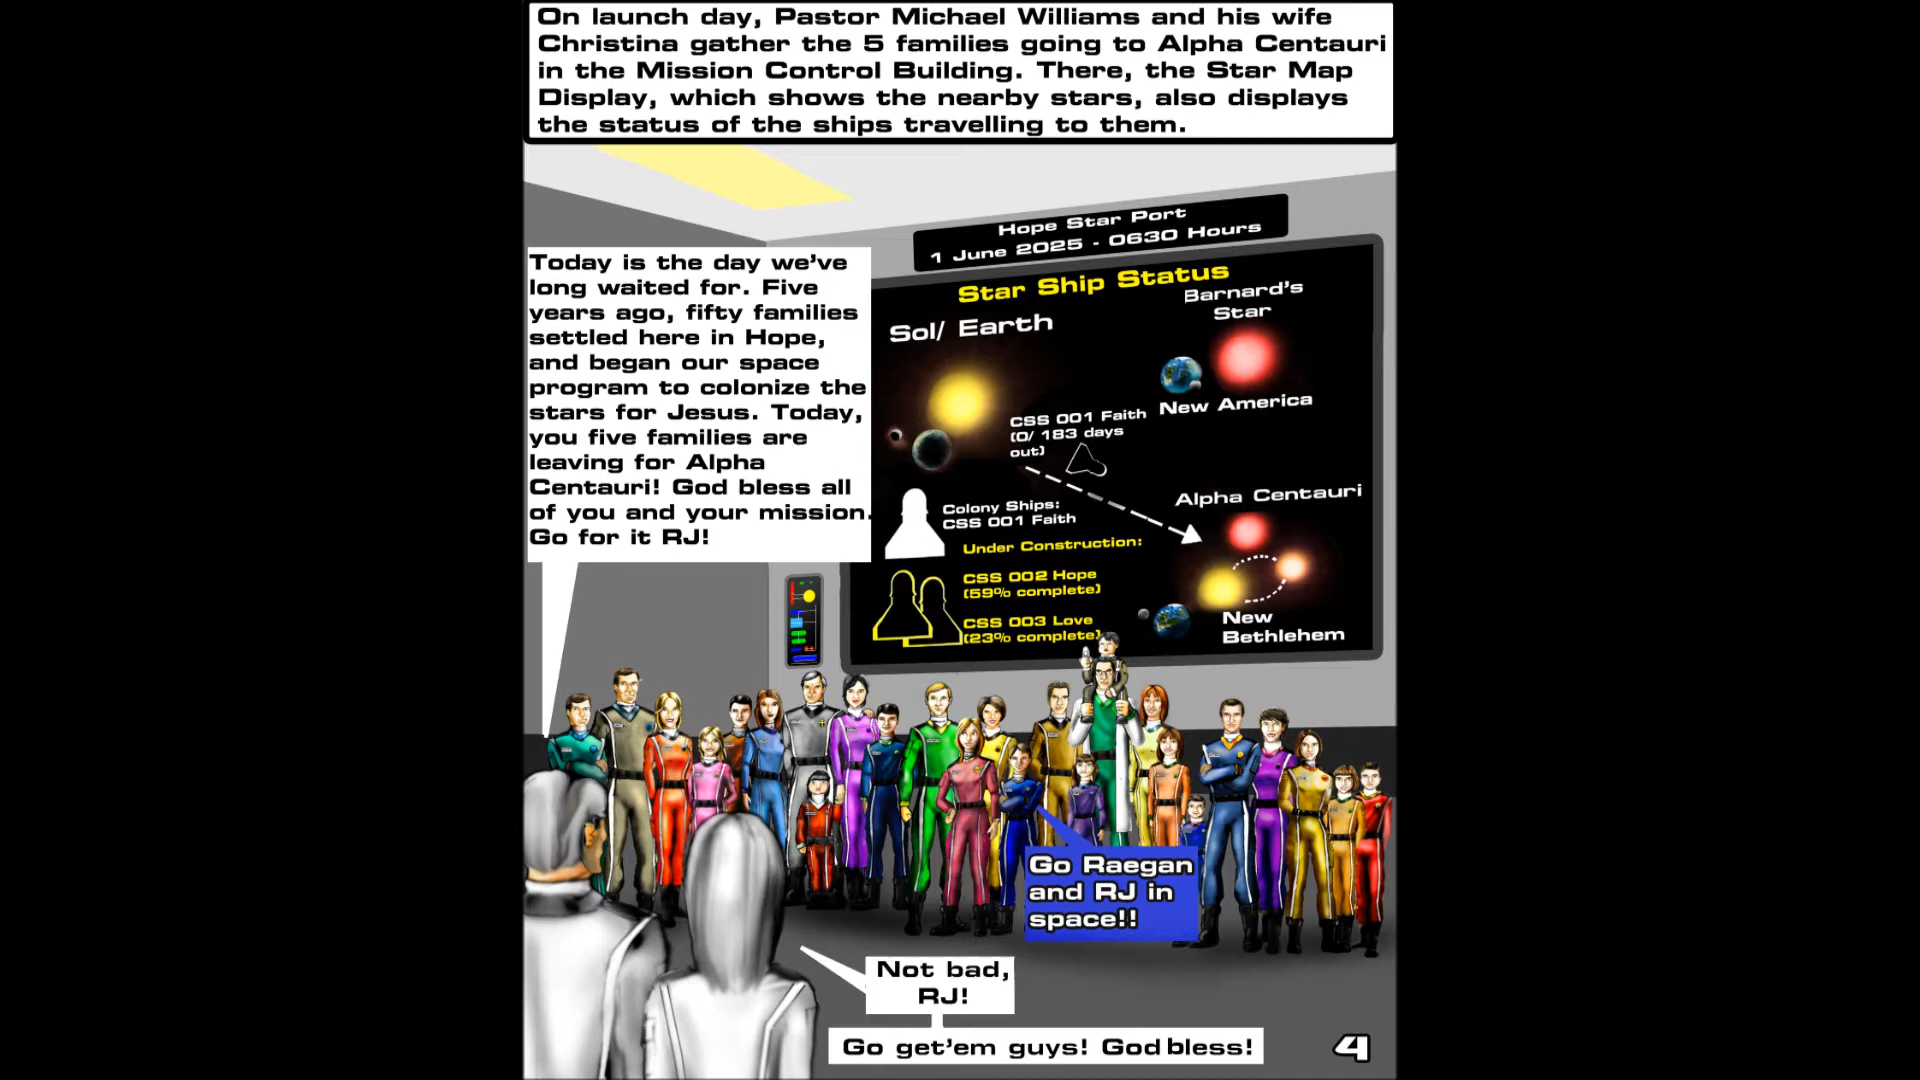 On launch day, Pastor Michael Williams and his wife
Christina gather the 5 families going to Alpha Centauri
in the Mission Control Building. There, the Star Map
Display, which shows the nearby stars, also displays
the status of the ships travelling to them.
Hope Star Port
1 June 2025 - 0630 Hours
Today is the day we've
long waited for. Five
years ago, fifty families
settled here in Hope,
and began our space
program to colonize the
stars for Jesus. Today,
you five families are
leaving for Alpha
Centauri! God bless all
of you and your mission.
Go for it RJ!
Star Ship Status
Sol/ Earth
Barnard's
Star
New America
CSS 001 Faith
(0/ 183 days
out)
Alpha Centauri
Colony Ships:
CSS 001 Faith
Under Construction:
CSS 002 Hope
(59% complete)
CSS 003 Love
(23% complete)
New
Bethlehem
Go Raegan
and RJ in
space!!
Not bad,
RJ!
Go get'em guys! God bless!
4